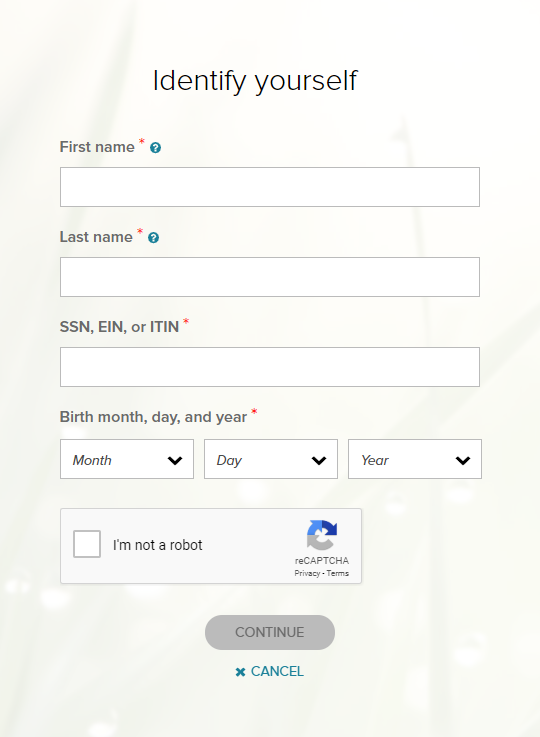 Identify yourself
First name * ?
Last name * ?
SSN, EIN, or ITIN *
Birth month, day, and year *
Month Day Year
I'm not a robot
reCAPTCHA
Privacy - Terms
CONTINUE
✖ CANCEL